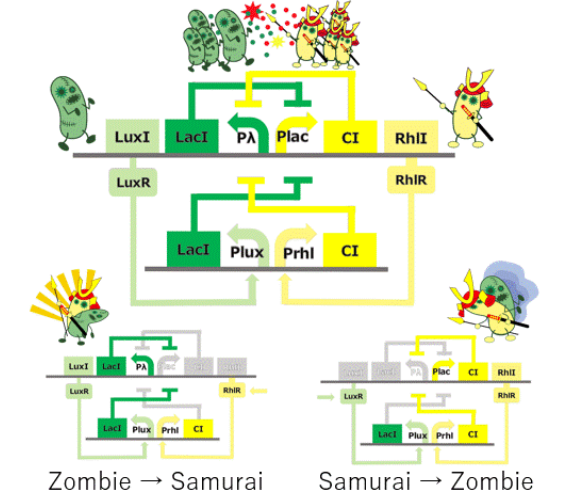 LuxI LacI Pλ Plac CI RhlI
LuxR RhlR
LacI Plux Prhl CI
LuxI LacI Pλ
LuxR RhlR
LacI Plux Prhl CI
Plac CI RhlI
LuxR RhlR
LacI Plux Prhl CI
Zombie → Samurai
Samurai → Zombie